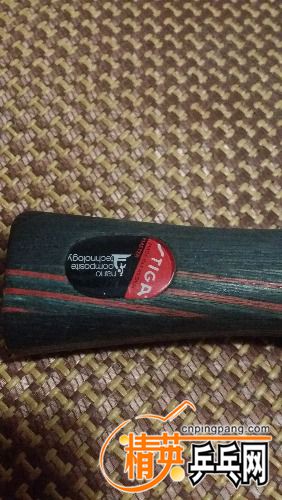 nano
composite
technology
STIGA
cnpingpang.com
精英乒乓网